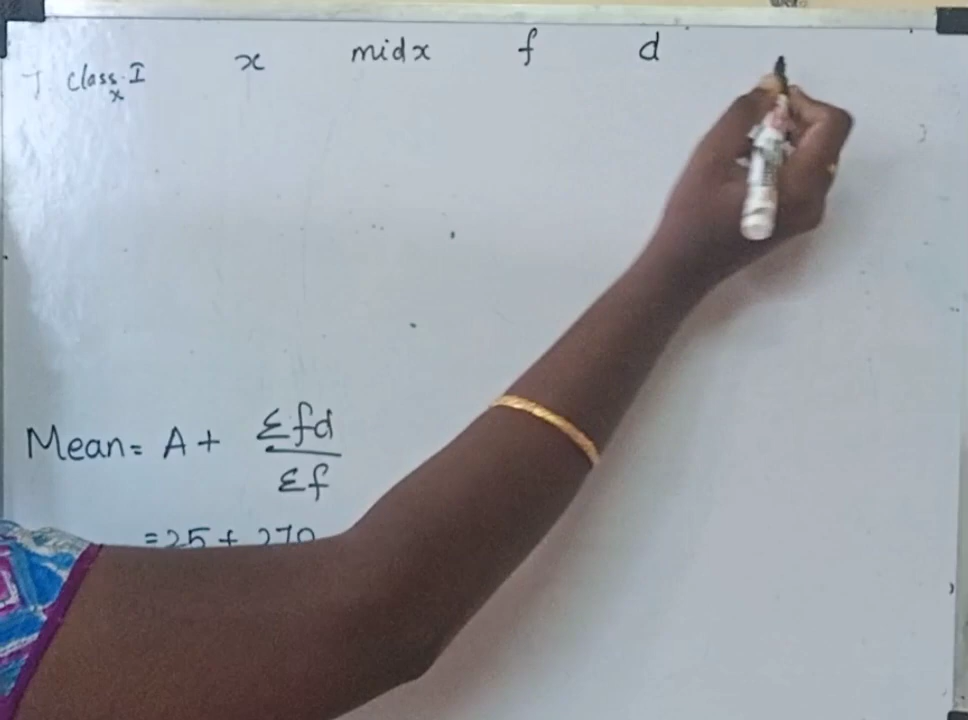 class I x midx f d
x
Mean = A + Σfd
Σf
= 25 + 270